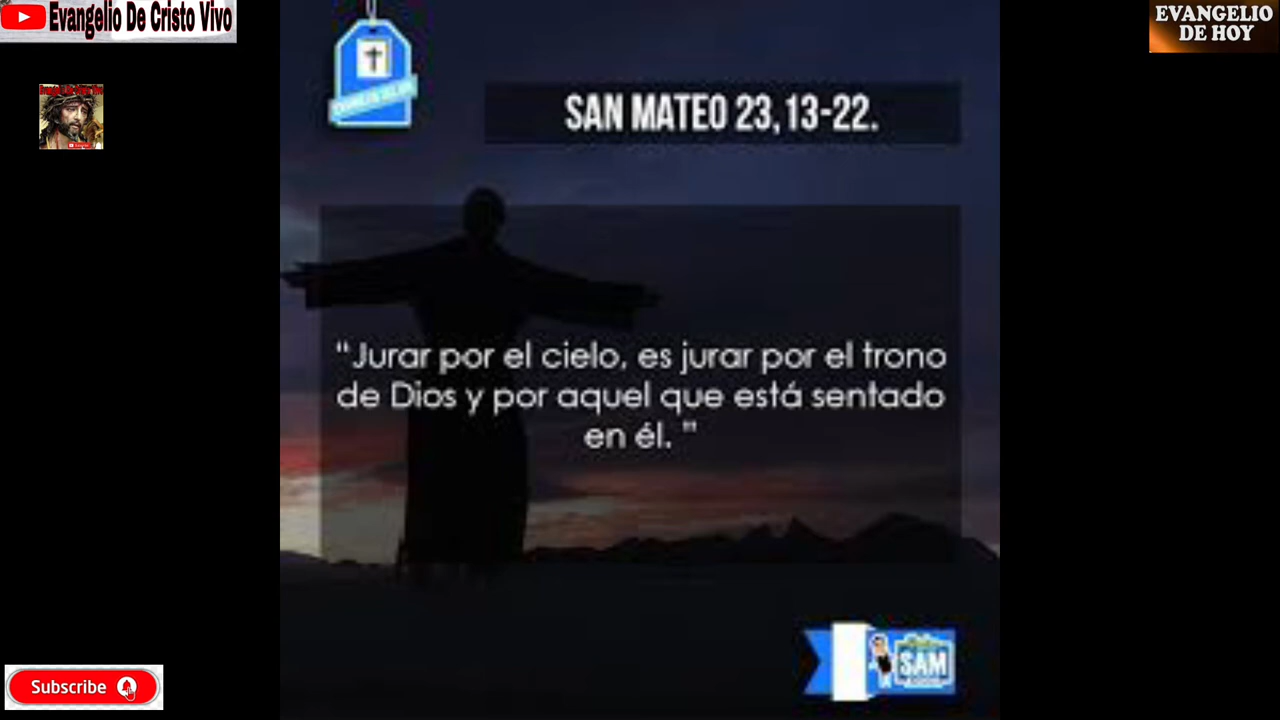 Evangelio De Cristo Vivo
EVANGELIO
DE HOY
SAN MATEO 23, 13-22.
"Jurar por el cielo, es jurar por el trono
de Dios y por aquel que está sentado
en él. "
SAM
Subscribe